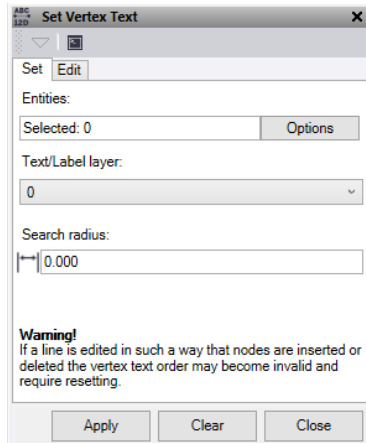 ABC
12D
Set Vertex Text
Set Edit
Entities:
Selected: 0 Options
Text/Label layer:
0
Search radius:
0.000
Warning!
If a line is edited in such a way that nodes are inserted or
deleted the vertex text order may become invalid and
require resetting.
Apply Clear Close